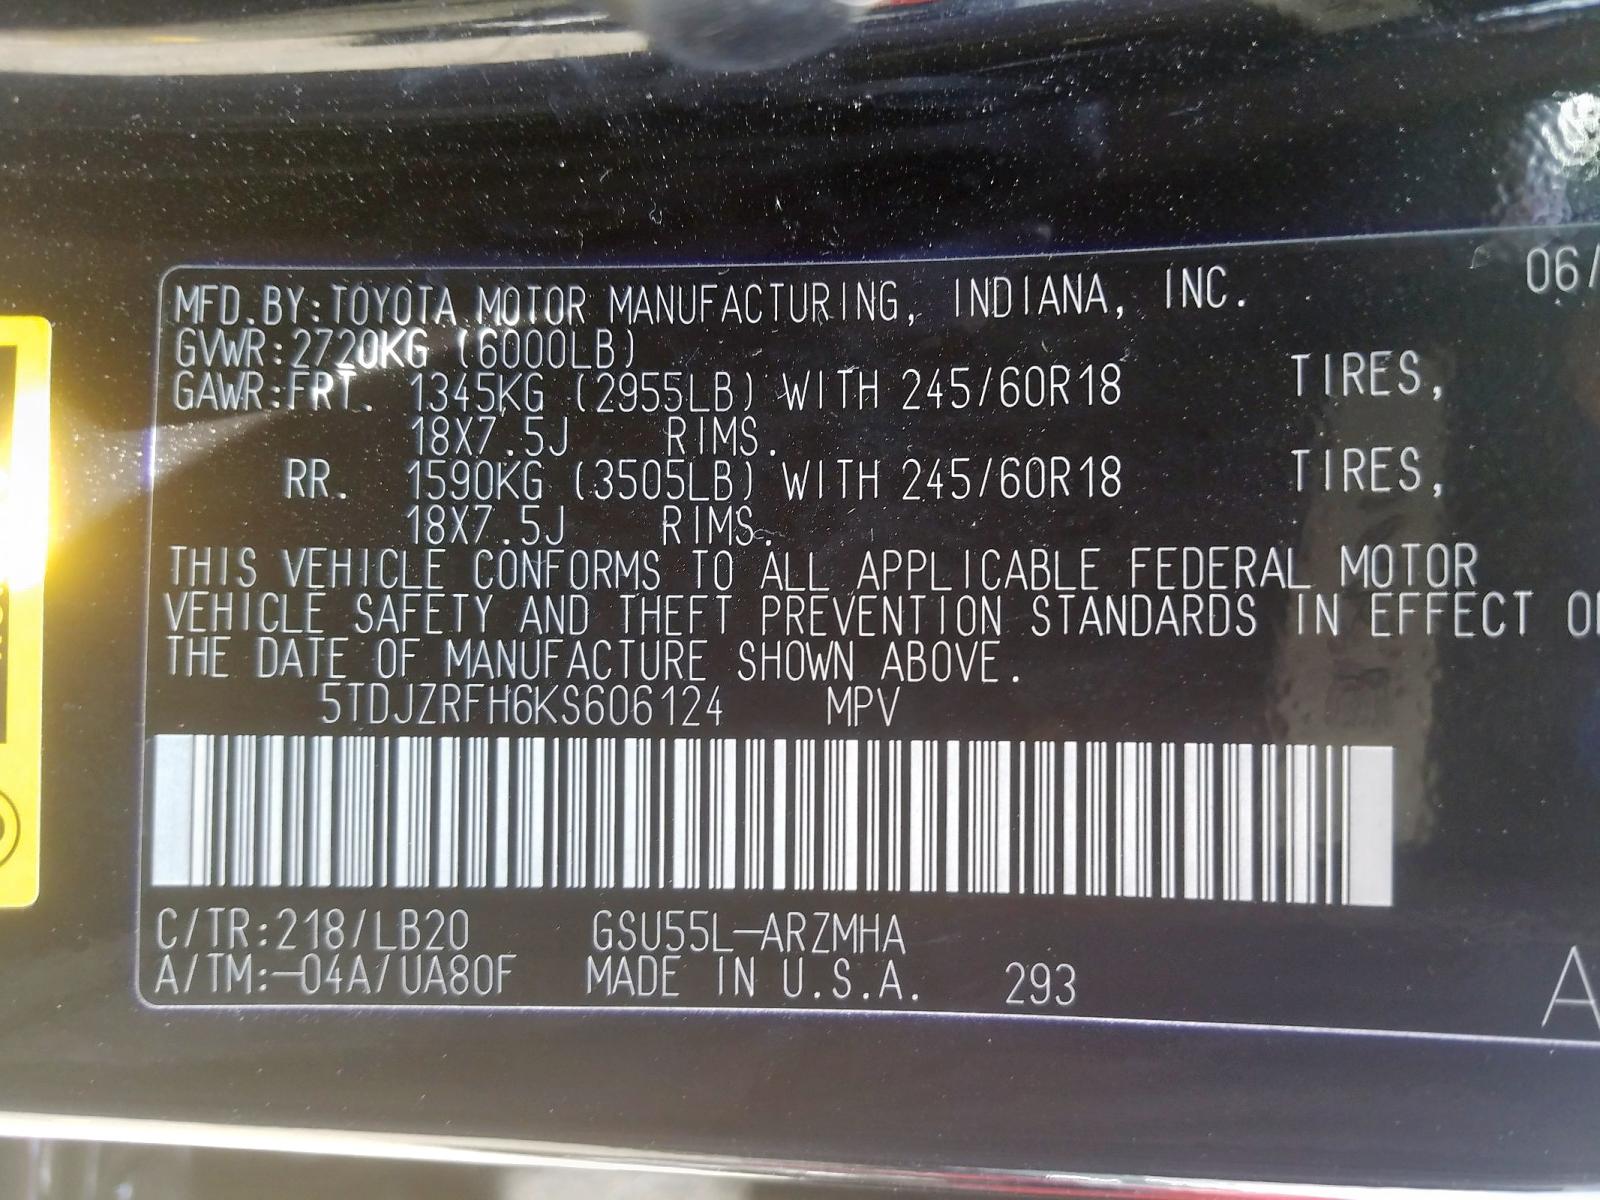 06/
MFD.BY:TOYOTA MOTOR MANUFACTURING, INDIANA, INC.
GVWR:2720KG (6000LB)
GAWR:FRT. 1345KG (2955LB) WITH 245/60R18 TIRES,
18X7.5J RIMS.
RR. 1590KG (3505LB) WITH 245/60R18 TIRES,
18X7.5J RIMS.
THIS VEHICLE CONFORMS TO ALL APPLICABLE FEDERAL MOTOR
VEHICLE SAFETY AND THEFT PREVENTION STANDARDS IN EFFECT
THE DATE OF MANUFACTURE SHOWN ABOVE.
5TDJZRFH6KS606124 MPV
C/TR:218/LB20 GSU55L-ARZMHA
A/TM:-04A/UA80F MADE IN U.S.A. 293
A